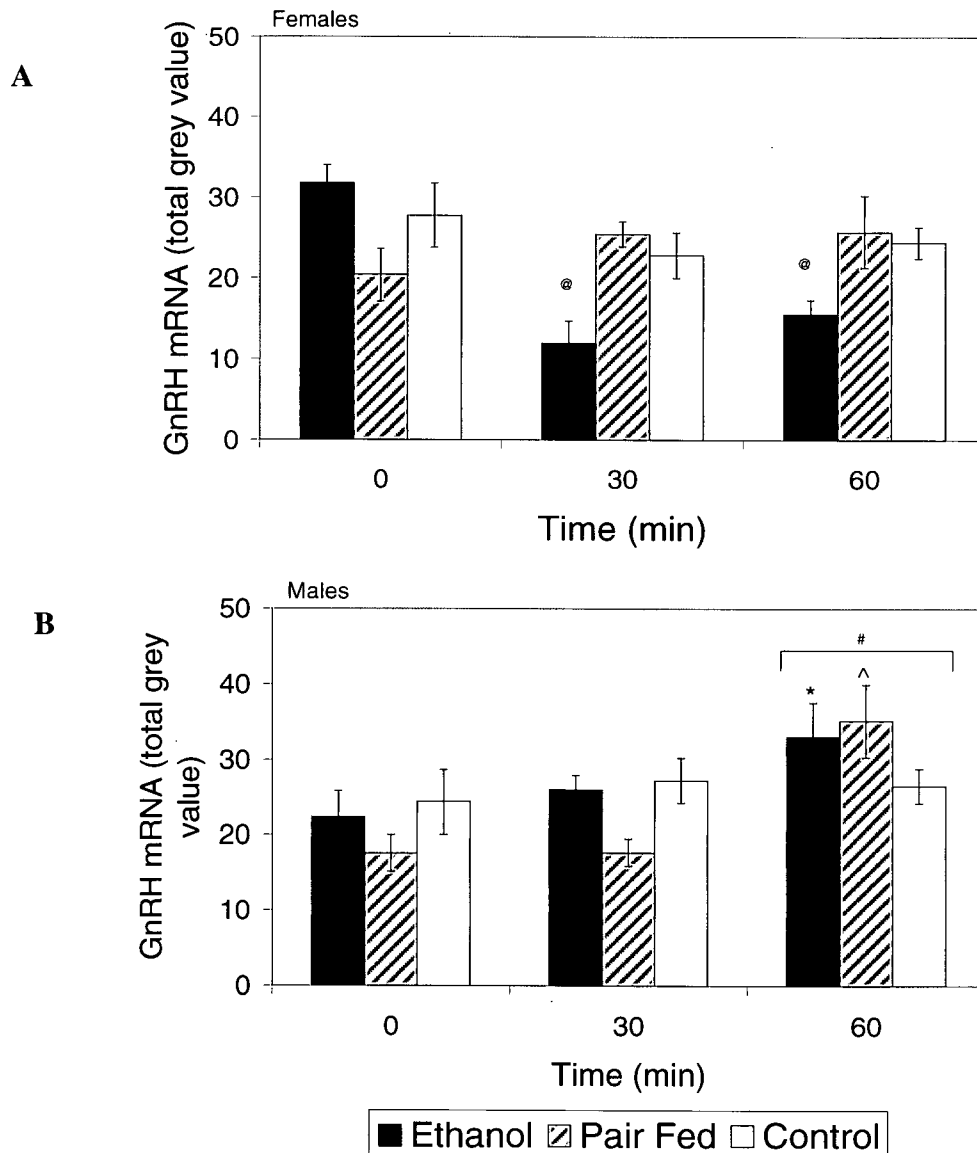 Females
A
GnRH mRNA (total grey value)
50
40
30
20
10
0
@
@
0 30 60
Time (min)
Males
B
GnRH mRNA (total grey
value)
50
40
30
20
10
0
#
* ^
0 30 60
Time (min)
Ethanol Pair Fed Control